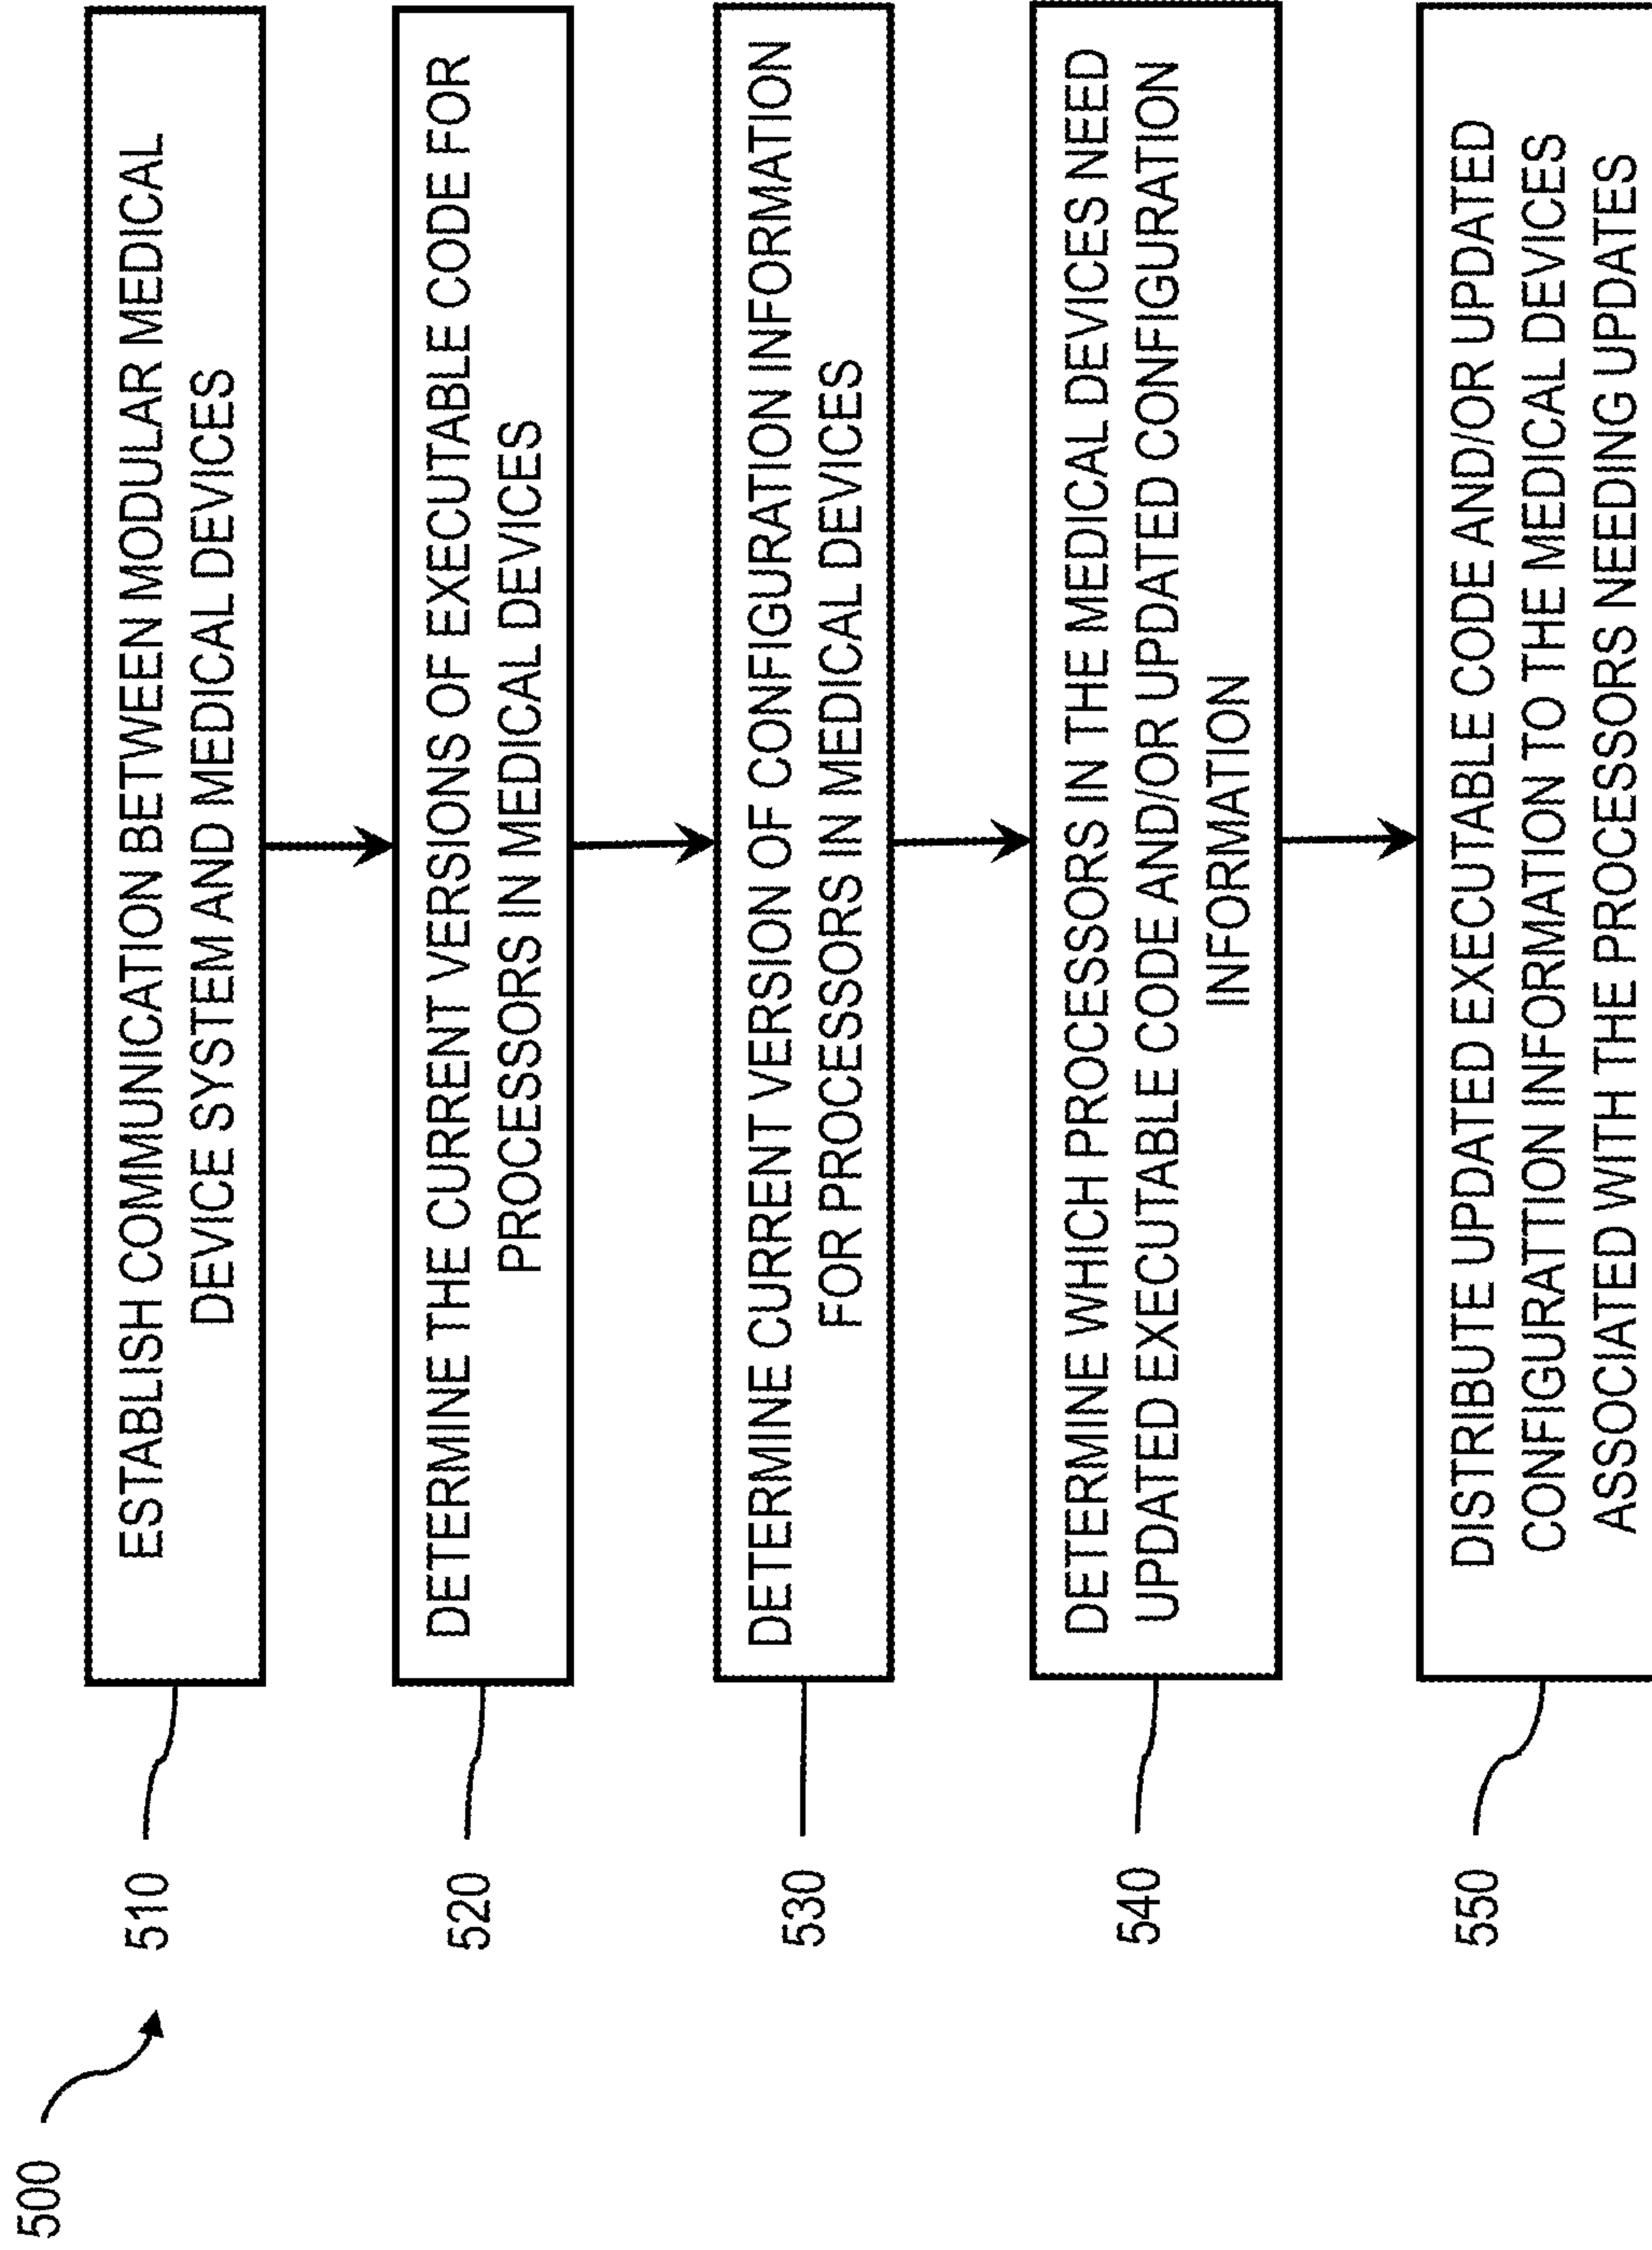 500
510
ESTABLISH COMMUNICATION BETWEEN MODULAR MEDICAL
DEVICE SYSTEM AND MEDICAL DEVICES
520
DETERMINE THE CURRENT VERSIONS OF EXECUTABLE CODE FOR
PROCESSORS IN MEDICAL DEVICES
530
DETERMINE CURRENT VERSION OF CONFIGURATION INFORMATION
FOR PROCESSORS IN MEDICAL DEVICES
540
DETERMINE WHICH PROCESSORS IN THE MEDICAL DEVICES NEED
UPDATED EXECUTABLE CODE AND/OR UPDATED CONFIGURATION
INFORMATION
550
DISTRIBUTE UPDATED EXECUTABLE CODE AND/OR UPDATED
CONFIGURATTION INFORMATION TO THE MEDICAL DEVICES
ASSOCIATED WITH THE PROCESSORS NEEDING UPDATES